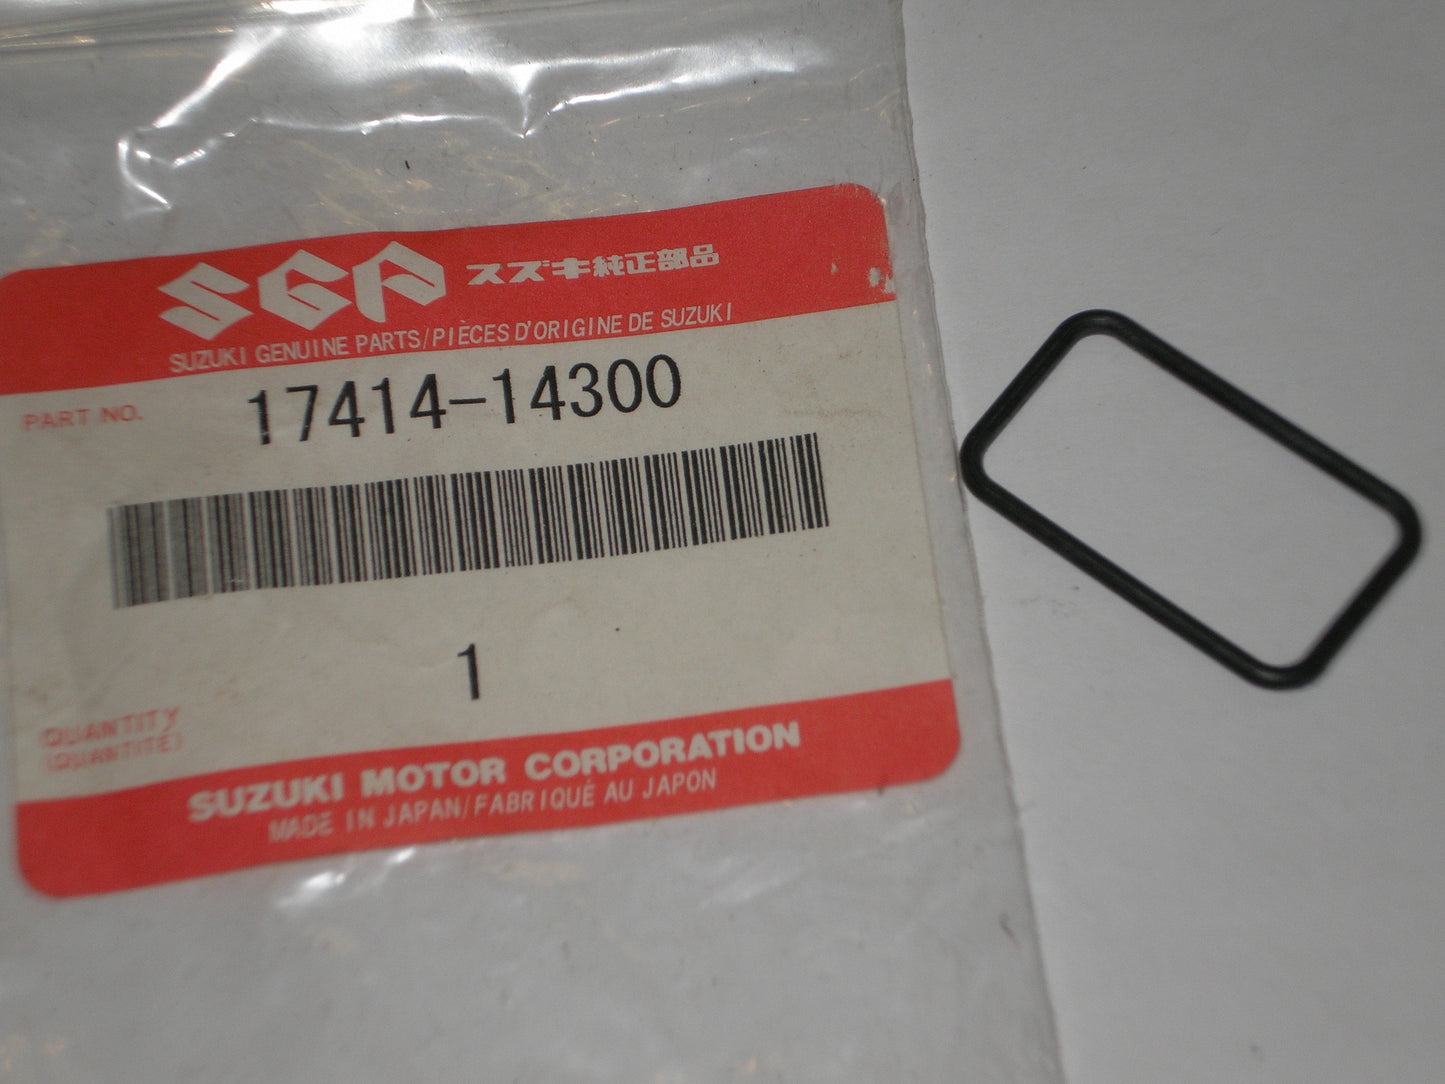 SGP スズキ純正部品
SUZUKI GENUINE PARTS/PIÈCES D'ORIGINE DE SUZUKI
PART NO. 17414-14300
1
QUANTITY
(QUANTITÉ)
SUZUKI MOTOR CORPORATION
MADE IN JAPAN/FABRIQUÉ AU JAPON